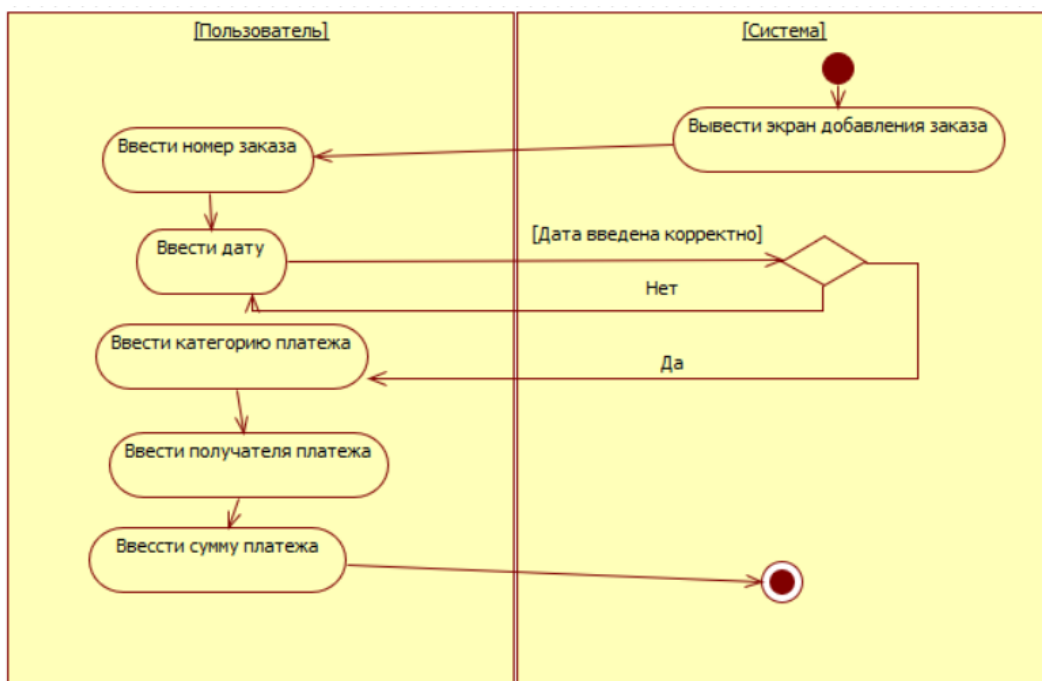 [Пользователь]
[Система]
Вывести экран добавления заказа
Ввести номер заказа
[Дата введена корректно]
Ввести дату
Нет
Ввести категорию платежа
Да
Ввести получателя платежа
Ввессти сумму платежа